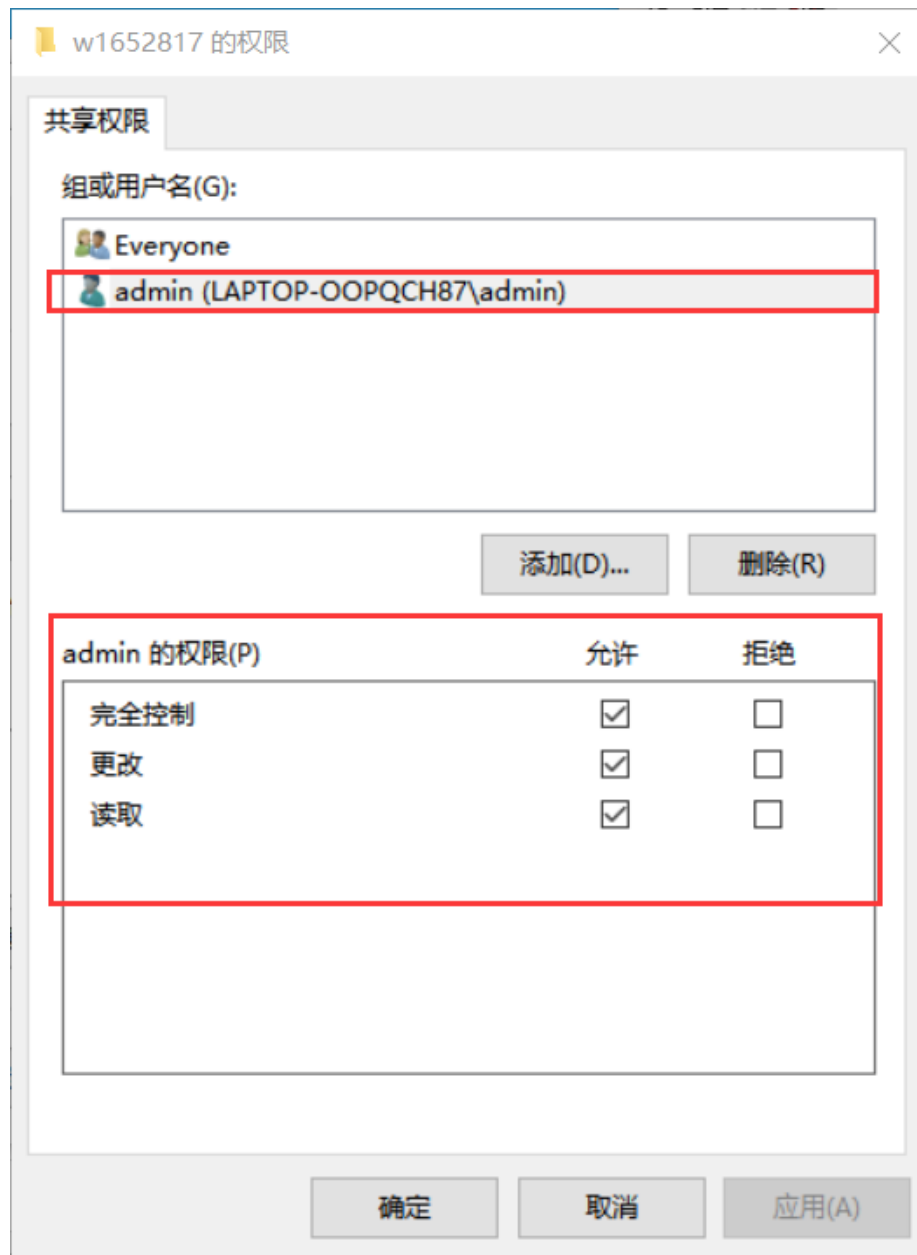 w1652817 的权限
共享权限
组或用户名(G):
Everyone
admin (LAPTOP-OOPQCH87\admin)
添加(D)...
删除(R)
admin 的权限(P) 允许 拒绝
完全控制
更改
读取
确定
取消
应用(A)